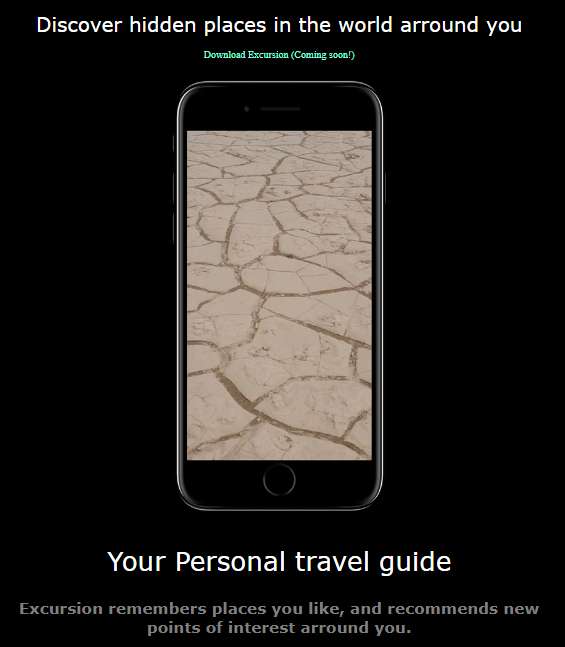 Discover hidden places in the world arround you
Download Excursion (Coming soon!)
Your Personal travel guide
Excursion remembers places you like, and recommends new
points of interest arround you.